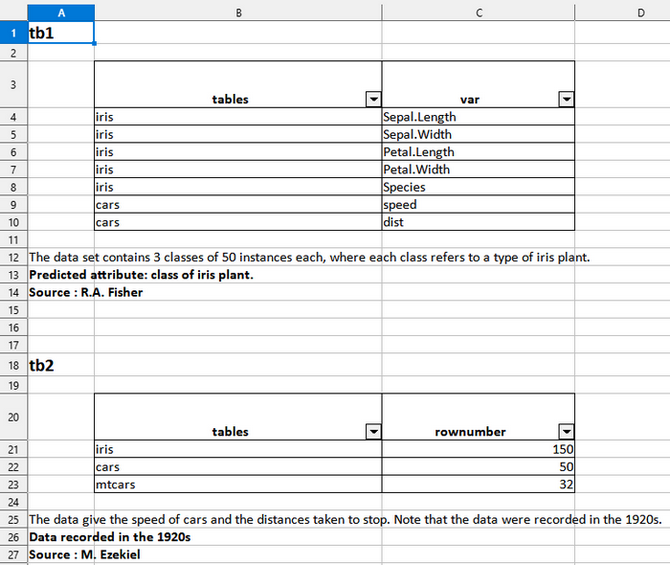 A B C D
1 tb1
2
3 tables var
4 iris Sepal.Length
5 iris Sepal.Width
6 iris Petal.Length
7 iris Petal.Width
8 iris Species
9 cars speed
10 cars dist
11
12 The data set contains 3 classes of 50 instances each, where each class refers to a type of iris plant.
13 Predicted attribute: class of iris plant.
14 Source : R.A. Fisher
15
16
17
18 tb2
19
20 tables rownumber
21 iris 150
22 cars 50
23 mtcars 32
24
25 The data give the speed of cars and the distances taken to stop. Note that the data were recorded in the 1920s.
26 Data recorded in the 1920s
27 Source : M. Ezekiel